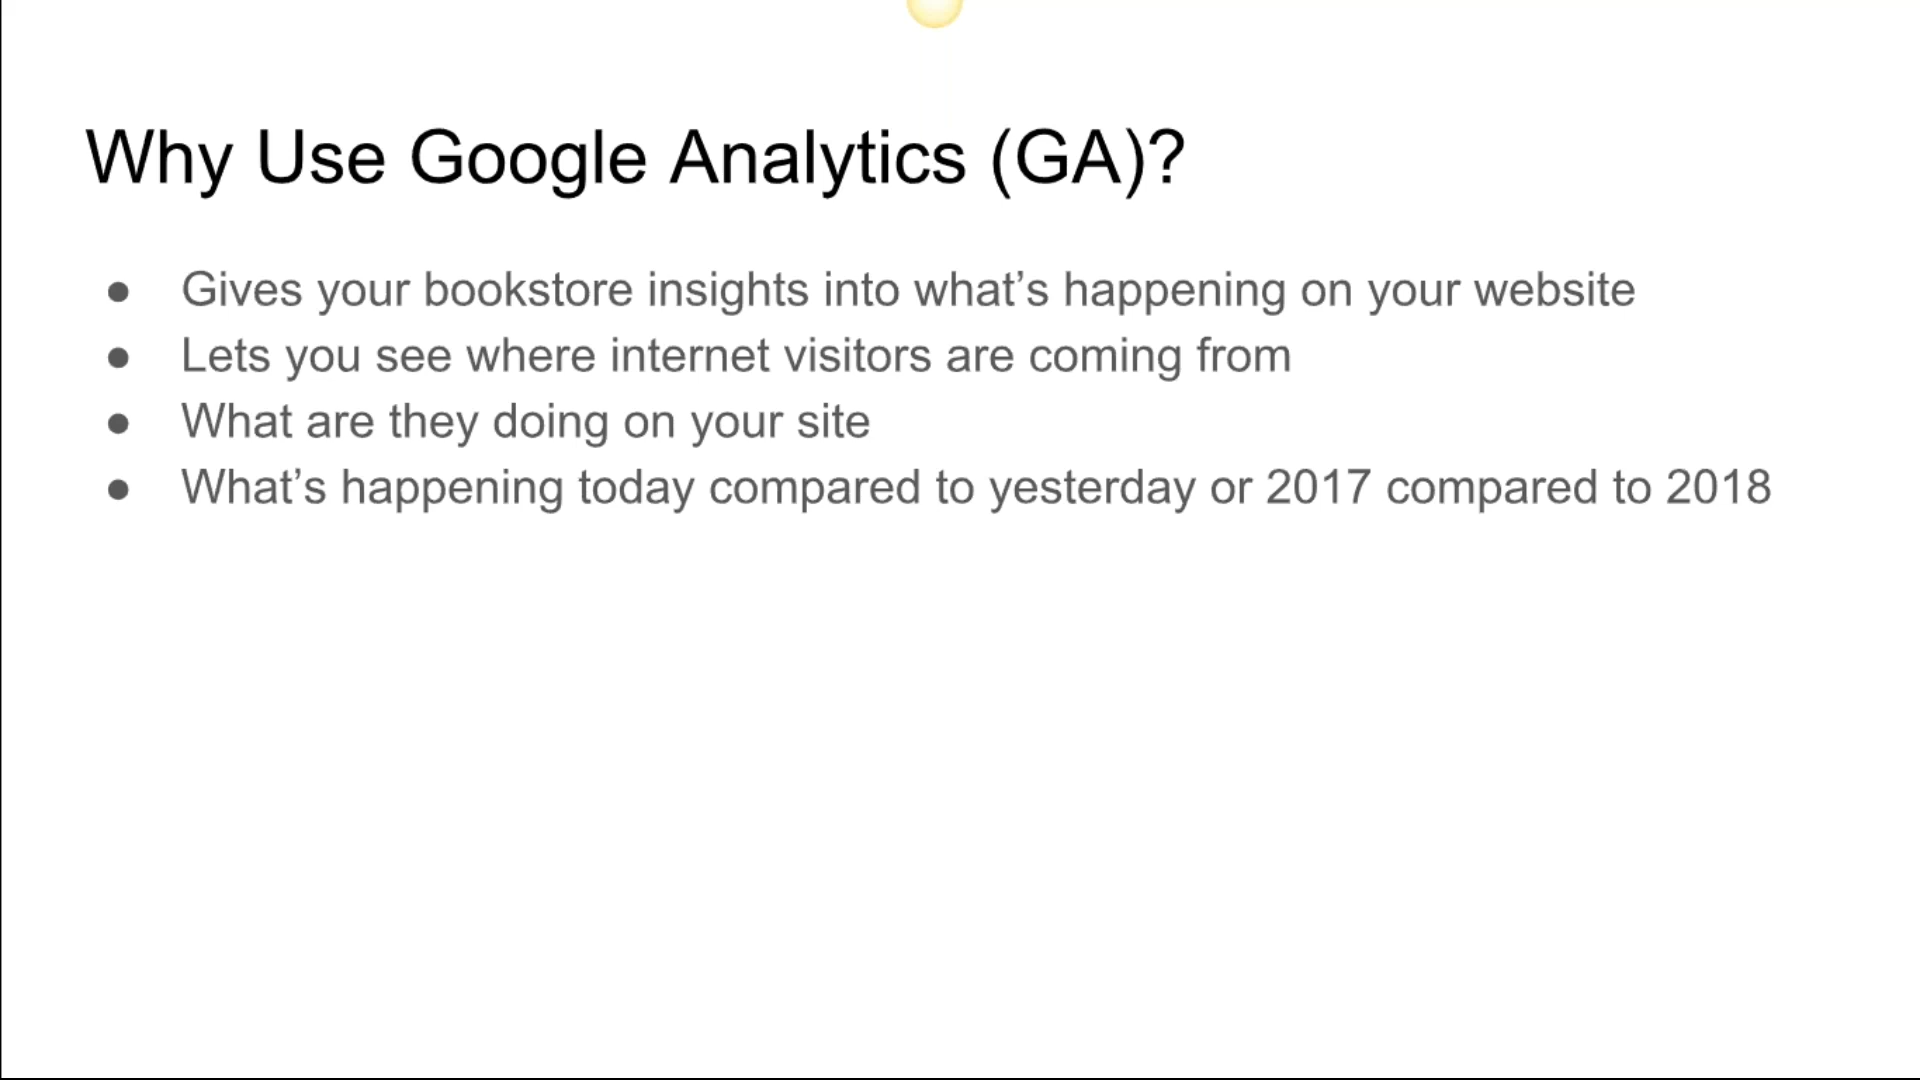 Why Use Google Analytics (GA)?
● Gives your bookstore insights into what’s happening on your website
● Lets you see where internet visitors are coming from
● What are they doing on your site
● What’s happening today compared to yesterday or 2017 compared to 2018